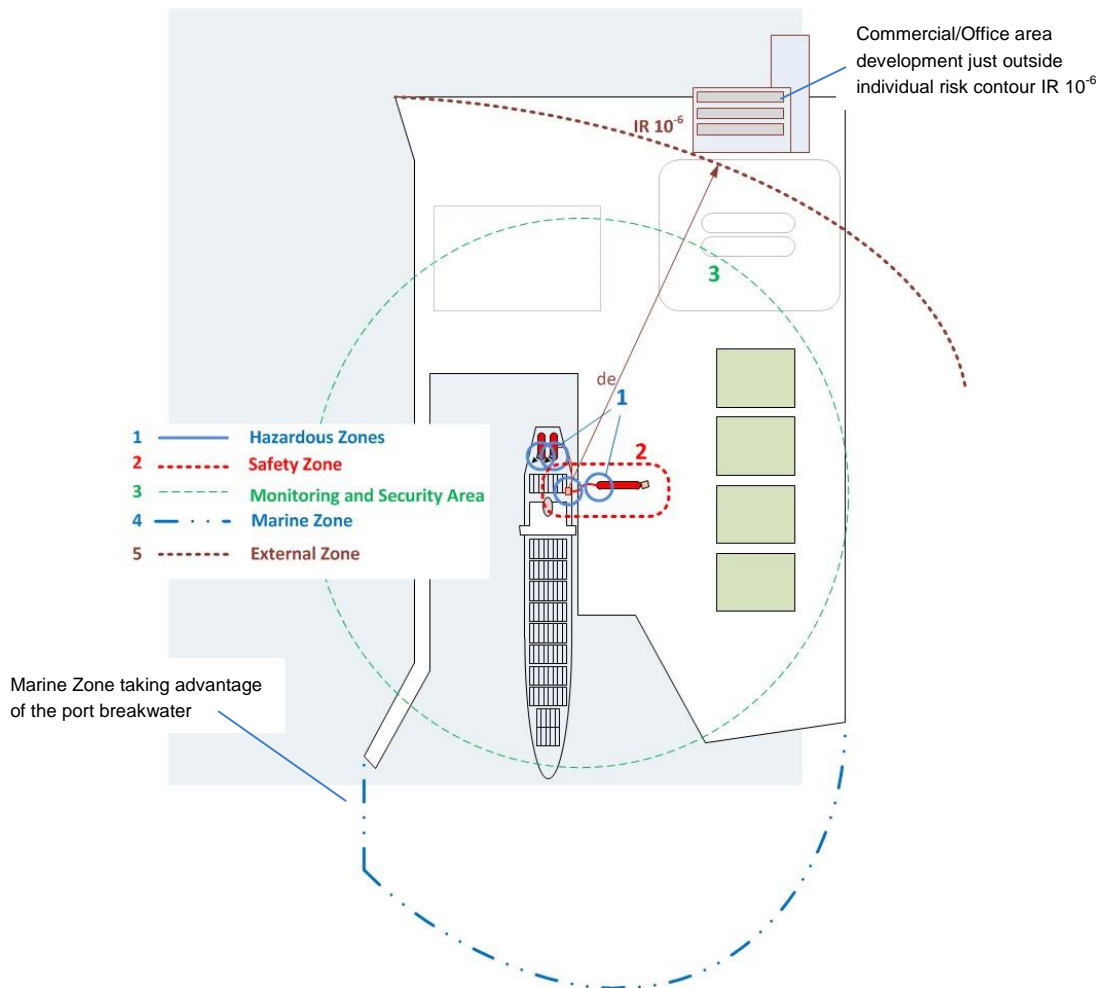 Commercial/Office area
development just outside
individual risk contour IR 10⁻⁶
IR 10⁻⁶
3
de
1
2
1 Hazardous Zones
2 Safety Zone
3 Monitoring and Security Area
4 Marine Zone
5 External Zone
Marine Zone taking advantage
of the port breakwater